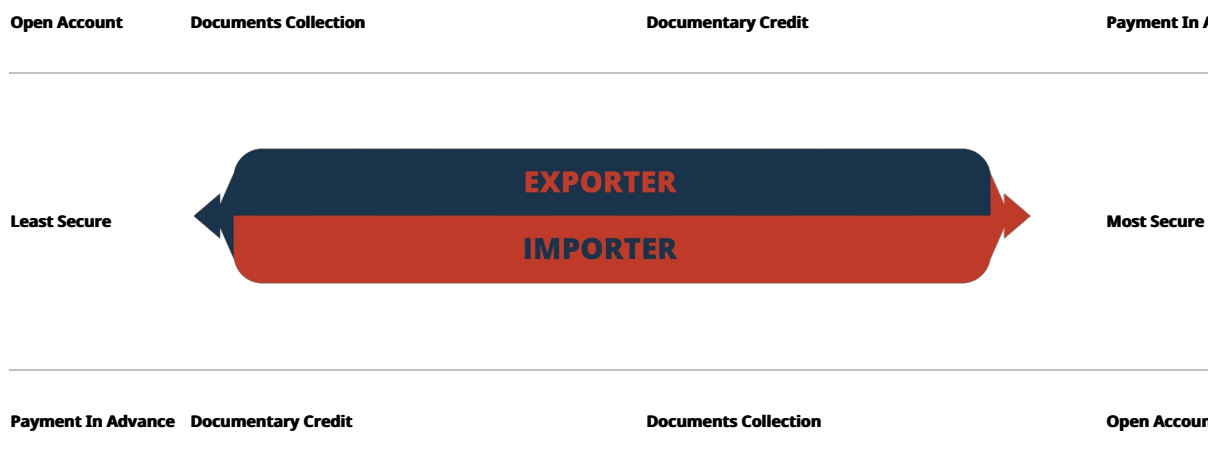 Open Account Documents Collection Documentary Credit Payment In
EXPORTER
Least Secure Most Secure
IMPORTER
Payment In Advance Documentary Credit Documents Collection Open Accoun